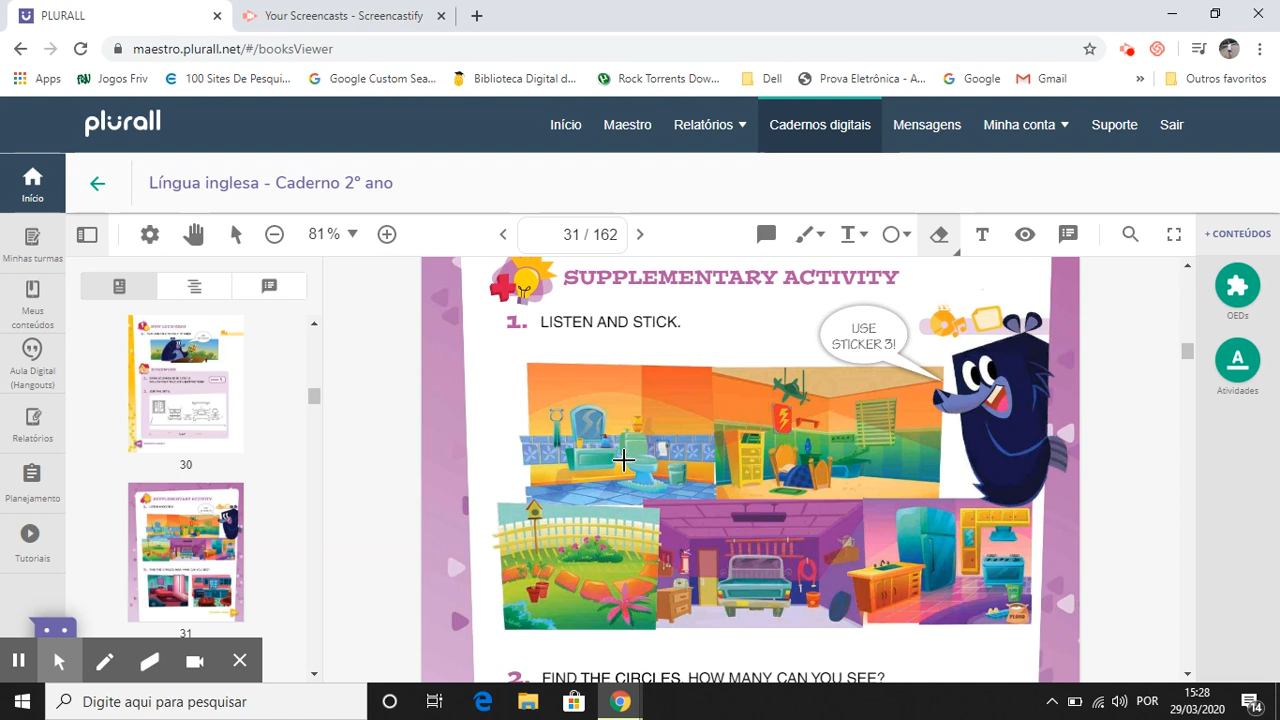 PLURALL
Your Screencasts - Screencastify
maestro.plurall.net/#/booksViewer
Apps
Jogos Friv
100 Sites De Pesqui...
Google Custom Sea...
Biblioteca Digital d...
Rock Torrents Dow...
Dell
Prova Eletrônica - A...
Google
Gmail
»
Outros favoritos
plurall
Início
Maestro
Relatórios
Cadernos digitais
Mensagens
Minha conta
Suporte
Sair
Início
Língua inglesa - Caderno 2º ano
Minhas turmas
81%
31 / 162
+ CONTEÚDOS
Meus
conteúdos
Aula Digital
(Hangouts)
Relatórios
Planejamento
Tutoriais
30
SUPPLEMENTARY ACTIVITY
31
SUPPLEMENTARY ACTIVITY
1. LISTEN AND STICK.
USE
STICKER 3!
2. FIND THE CIRCLES. HOW MANY CAN YOU SEE?
OEDs
Atividades
Digite aqui para pesquisar
POR
15:28
29/03/2020
14